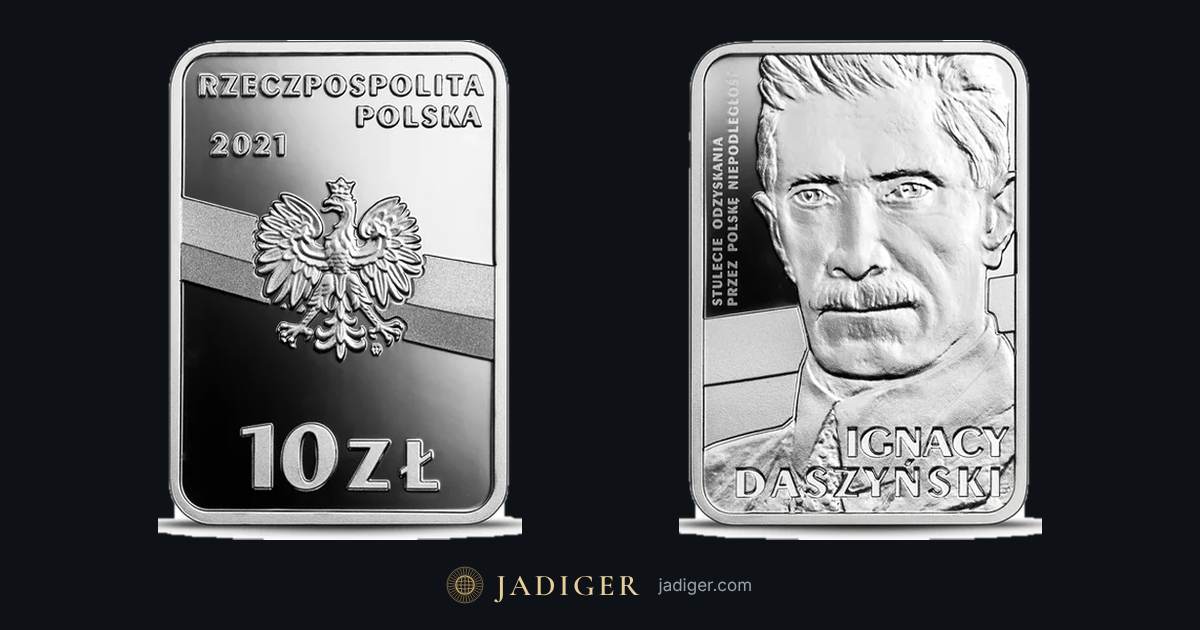 RZECZPOSPOLITA
POLSKA
2021
10 ZŁ
STULECIE ODZYSKANIA
PRZEZ POLSKĘ NIEPODLEGŁOŚCI
IGNACY
DASZYŃSKI
JADIGER
jadiger.com